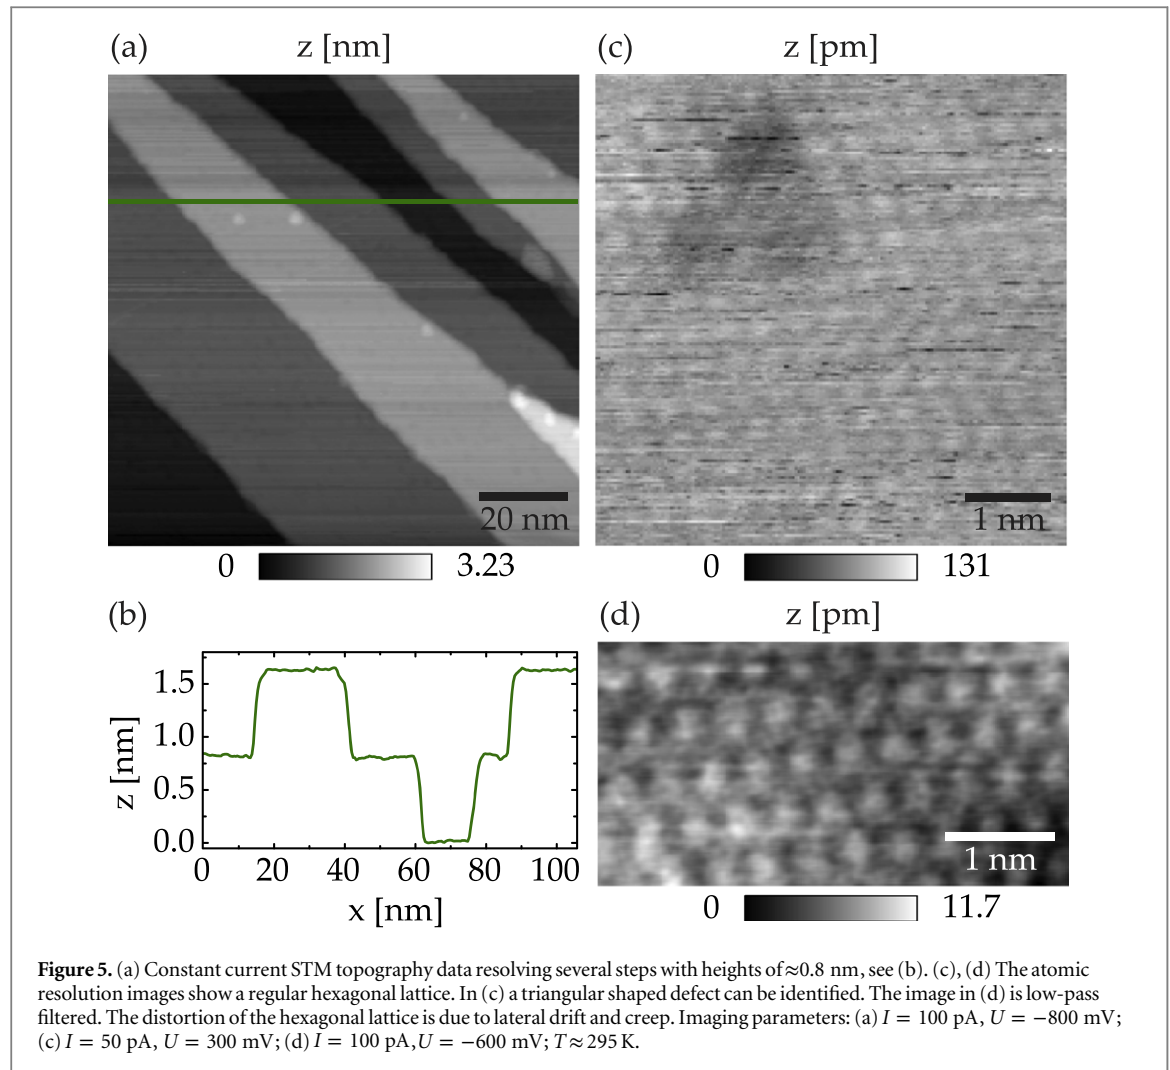 (a) z [nm]
(c) z [pm]
20 nm
1 nm
0 3.23
0 131
(b)
(d) z [pm]
1.5
1.0
0.5
0.0
z [nm]
0 20 40 60 80 100
x [nm]
1 nm
0 11.7
Figure 5. (a) Constant current STM topography data resolving several steps with heights of ≈0.8 nm, see (b). (c), (d) The atomic
resolution images show a regular hexagonal lattice. In (c) a triangular shaped defect can be identified. The image in (d) is low-pass
filtered. The distortion of the hexagonal lattice is due to lateral drift and creep. Imaging parameters: (a) I = 100 pA, U = −800 mV;
(c) I = 50 pA, U = 300 mV; (d) I = 100 pA, U = −600 mV; T ≈ 295 K.